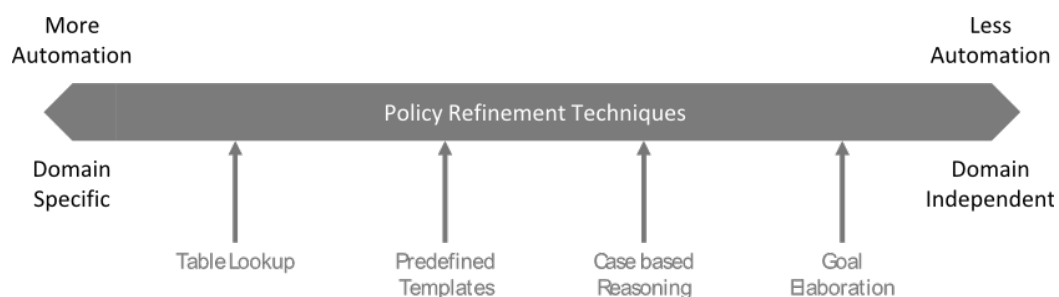 More
Automation
Less
Automation
Policy Refinement Techniques
Domain
Specific
Domain
Independent
Table Lookup
Predefined
Templates
Case based
Reasoning
Goal
Elaboration